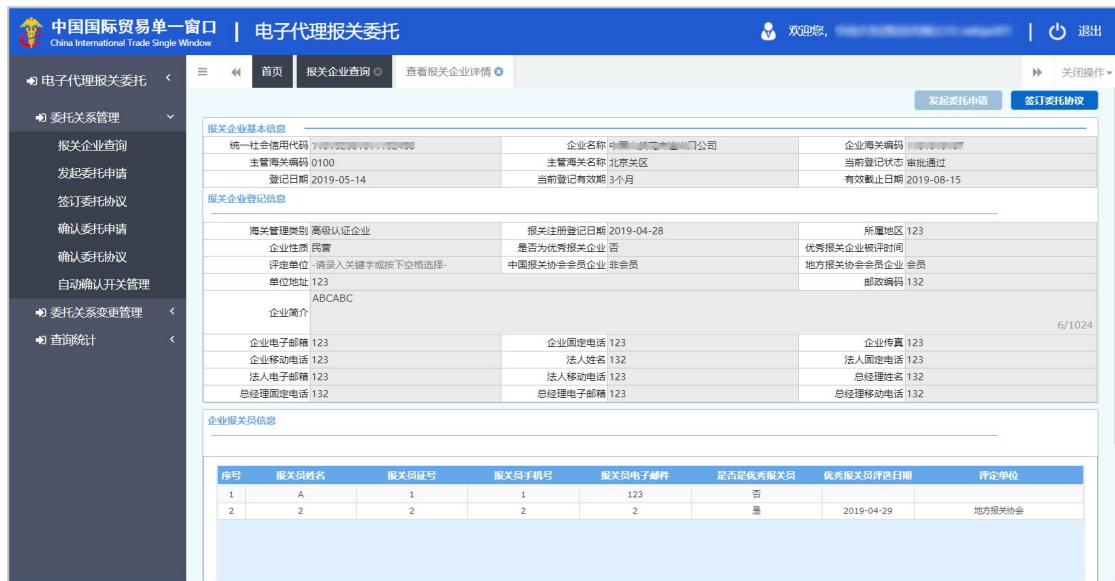 中国国际贸易单一窗口 | 电子代理报关委托 欢迎您, | 退出
China International Trade Single Window
电子代理报关委托
首页 报关企业查询 查看报关企业详情 关闭操作
发起委托申请 签订委托协议
委托关系管理
报关企业查询
发起委托申请
签订委托协议
确认委托申请
确认委托协议
自动确认开关管理
委托关系变更管理
查询统计
报关企业基本信息
统一社会信用代码 企业名称 公司 企业海关编码
主管海关编码 0100 主管海关名称 北京关区 当前登记状态 审批通过
登记日期 2019-05-14 当前登记有效期 3个月 有效截止日期 2019-08-15
报关企业登记信息
海关管理类别 高级认证企业 报关注册登记日期 2019-04-28 所属地区 123
企业性质 民营 是否为优秀报关企业 否 优秀报关企业被评时间
评定单位 -请录入关键字或按下空格选择- 中国报关协会会员企业 非会员 地方报关协会会员企业 会员
单位地址 123 邮政编码 132
企业简介 ABCABC
6/1024
企业电子邮箱 123 企业固定电话 123 企业传真 123
企业移动电话 123 法人姓名 132 法人固定电话 123
法人电子邮箱 123 法人移动电话 123 总经理姓名 132
总经理固定电话 132 总经理电子邮箱 123 总经理移动电话 132
企业报关员信息
序号 报关员姓名 报关员证号 报关员手机号 报关员电子邮件 是否是优秀报关员 优秀报关员评选日期 评定单位
1 A 1 1 123 否
2 2 2 2 2 是 2019-04-29 地方报关协会